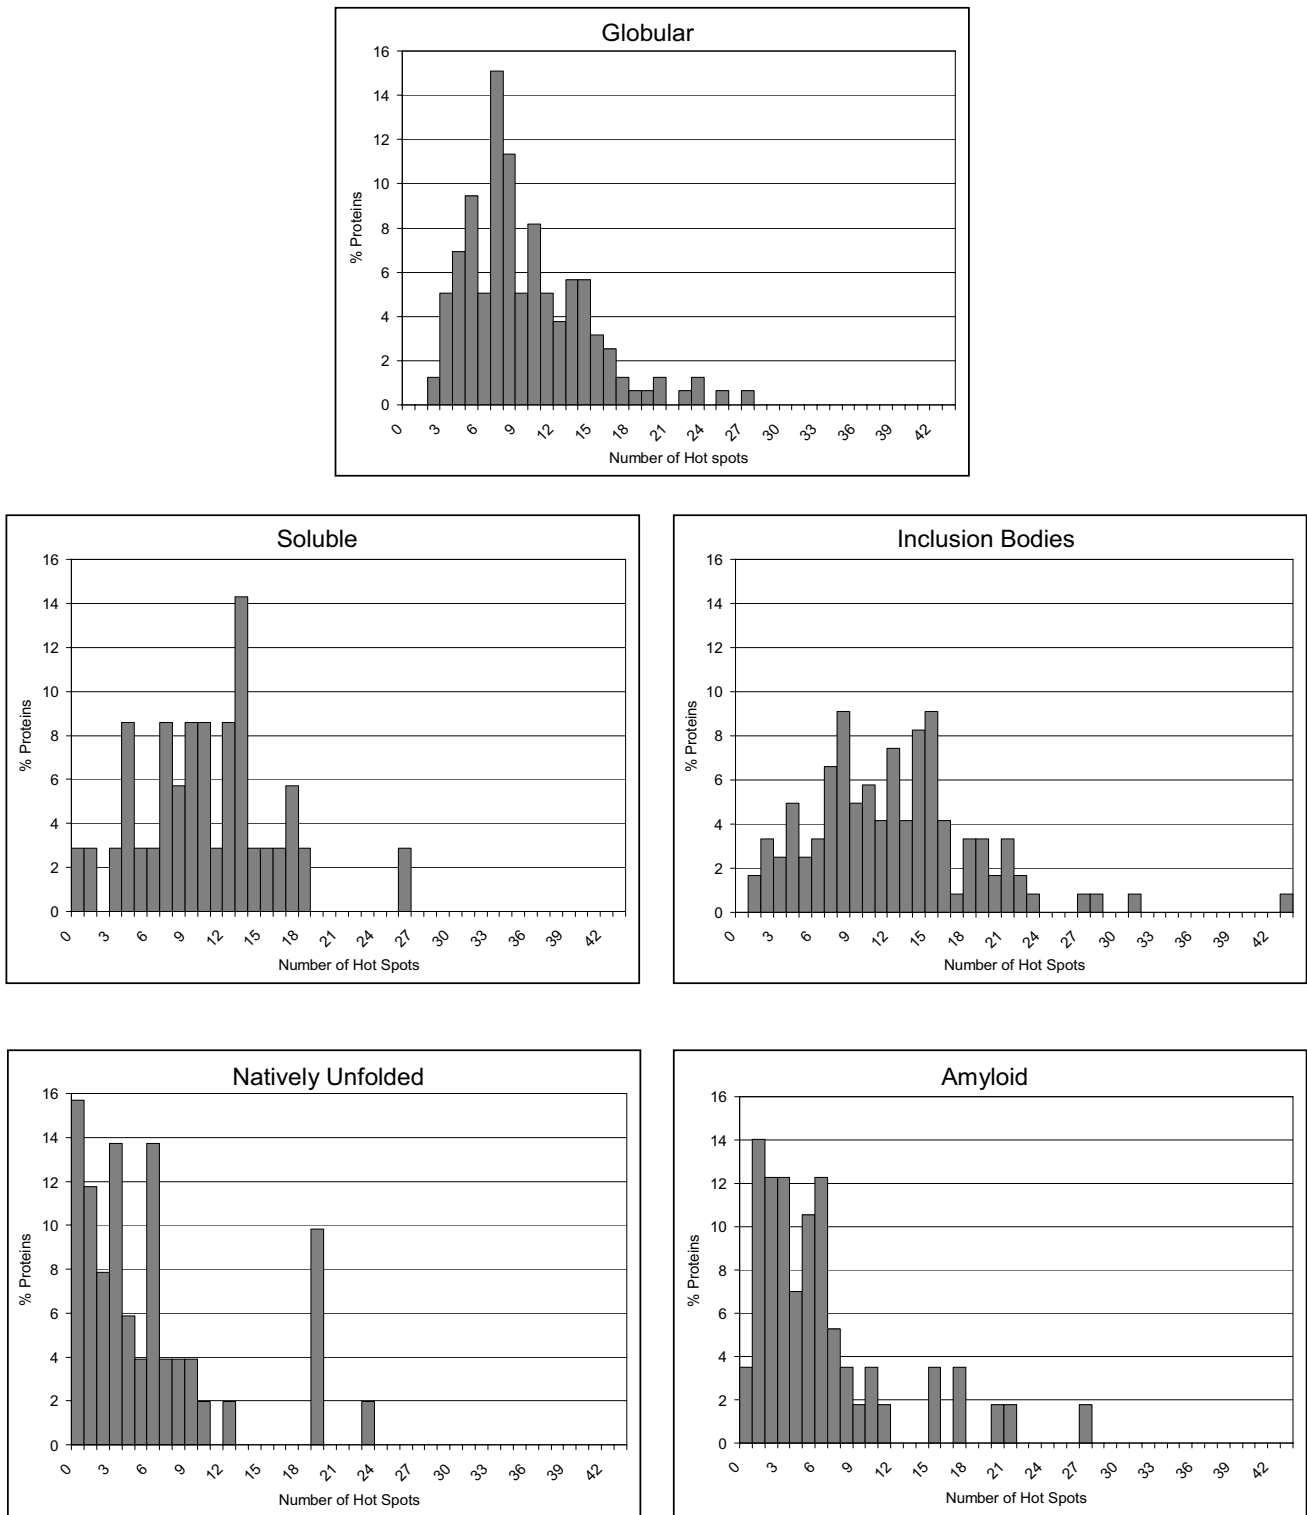 Globular
16
14
12
10
8
6
4
2
0
% Proteins
0 3 6 9 12 15 18 21 24 27 30 33 36 39 42
Number of Hot spots
Soluble
16
14
12
10
8
6
4
2
0
% Proteins
0 3 6 9 12 15 18 21 24 27 30 33 36 39 42
Number of Hot Spots
Inclusion Bodies
16
14
12
10
8
6
4
2
0
% Proteins
0 3 6 9 12 15 18 21 24 27 30 33 36 39 42
Number of Hot Spots
Natively Unfolded
16
14
12
10
8
6
4
2
0
% Proteins
0 3 6 9 12 15 18 21 24 27 30 33 36 39 42
Number of Hot Spots
Amyloid
16
14
12
10
8
6
4
2
0
% Proteins
0 3 6 9 12 15 18 21 24 27 30 33 36 39 42
Number of Hot Spots